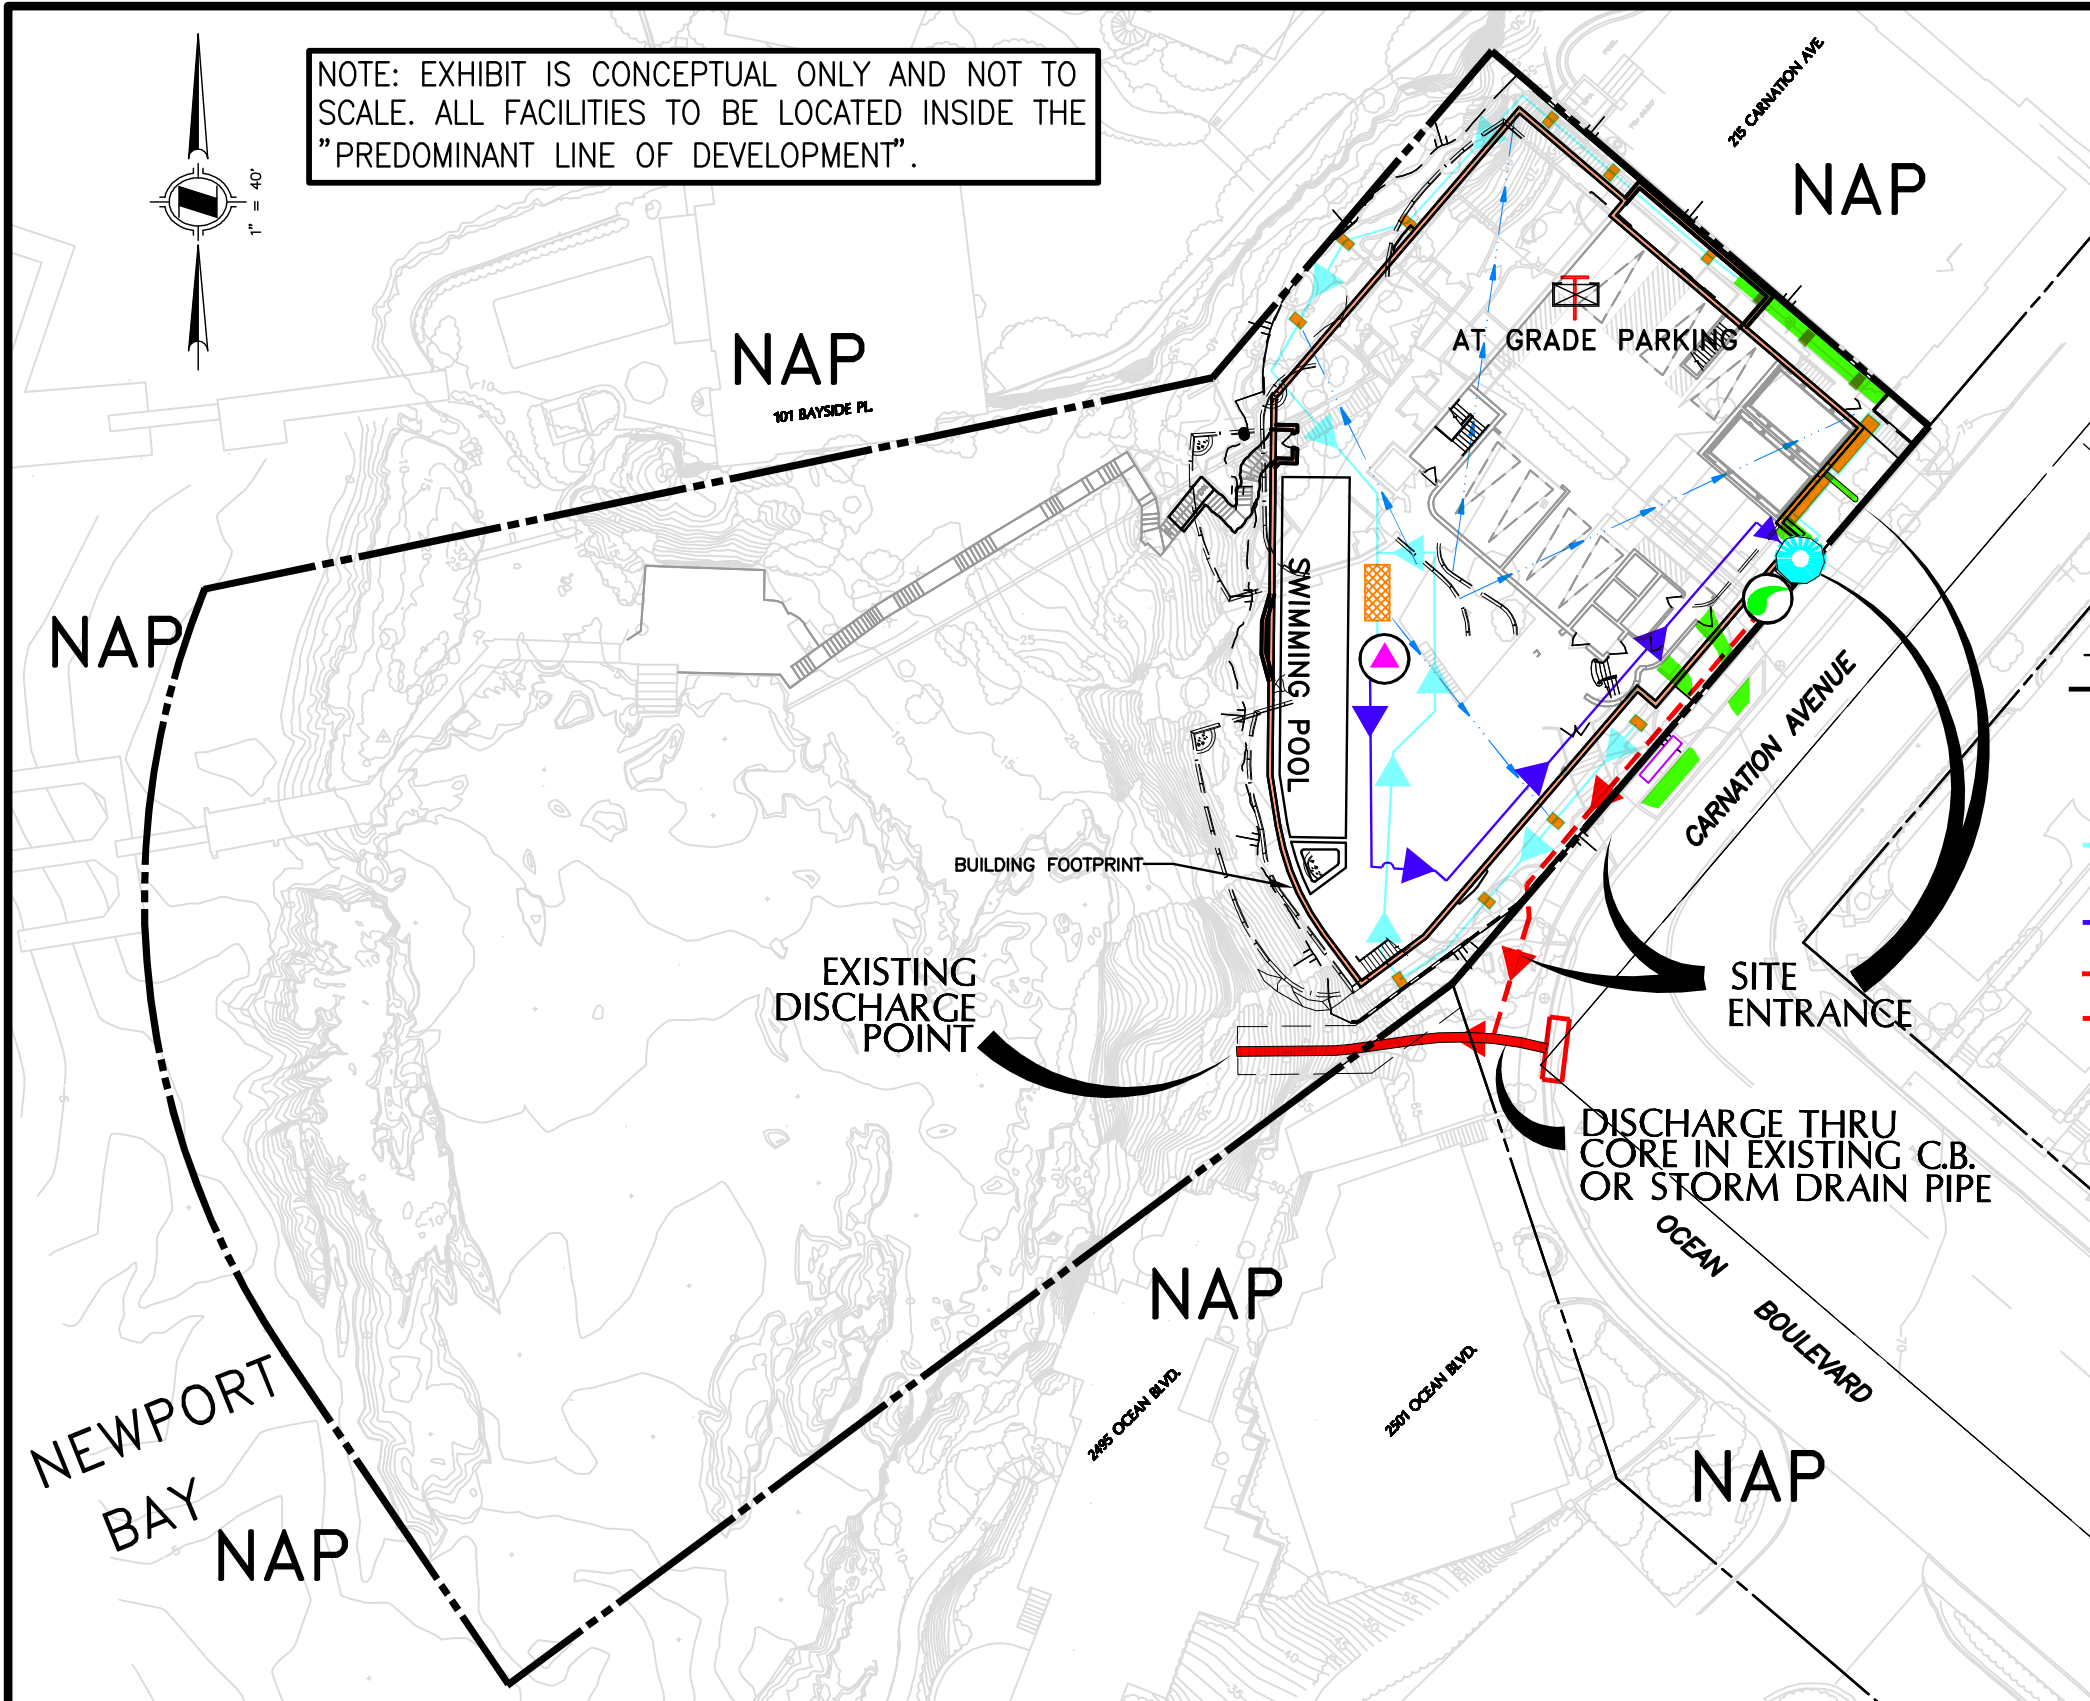 NOTE: EXHIBIT IS CONCEPTUAL ONLY AND NOT TO
SCALE. ALL FACILITIES TO BE LOCATED INSIDE THE
"PREDOMINANT LINE OF DEVELOPMENT".
1" = 40'
215 CARNATION AVE
NAP
NAP
101 BAYSIDE PL.
AT GRADE PARKING
NAP
SWIMMING POOL
CARNATION AVENUE
BUILDING FOOTPRINT
EXISTING
DISCHARGE
POINT
SITE
ENTRANCE
DISCHARGE THRU
CORE IN EXISTING C.B.
OR STORM DRAIN PIPE
OCEAN
BOULEVARD
NAP
2495 OCEAN BLVD.
2501 OCEAN BLVD.
NEWPORT
BAY
NAP
NAP